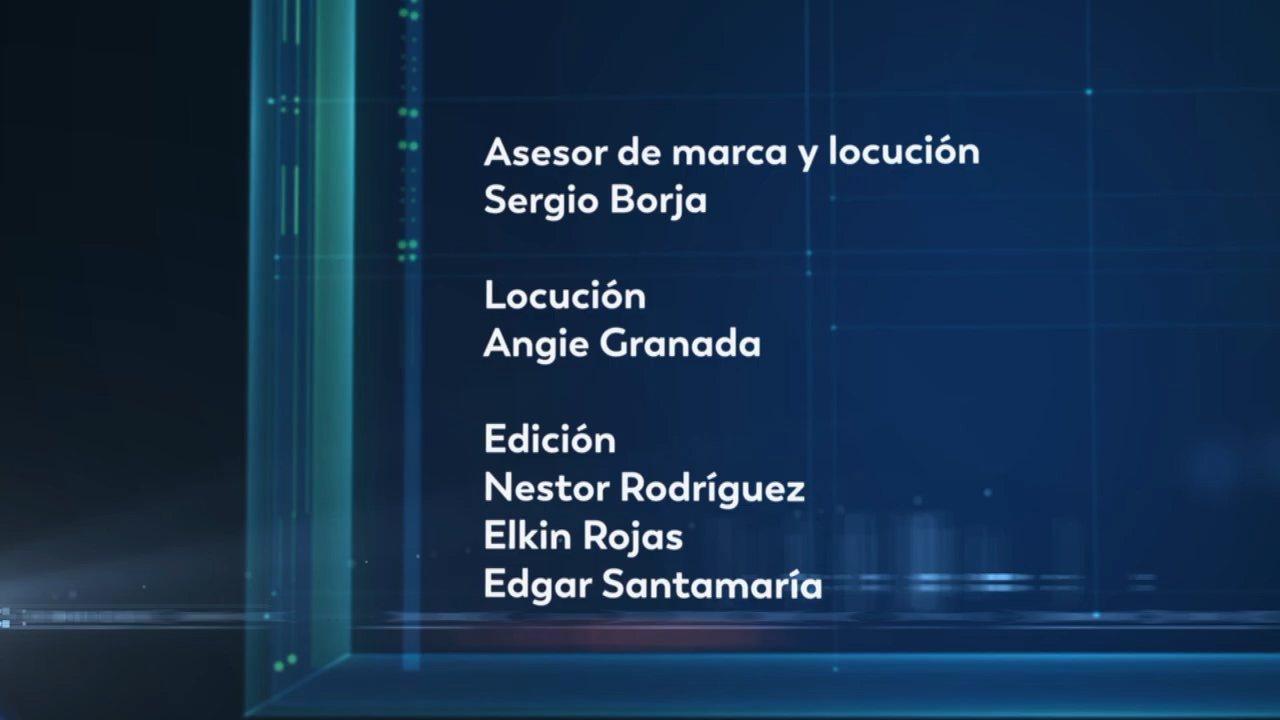 Asesor de marca y locución
Sergio Borja
Locución
Angie Granada
Edición
Nestor Rodríguez
Elkin Rojas
Edgar Santamaría